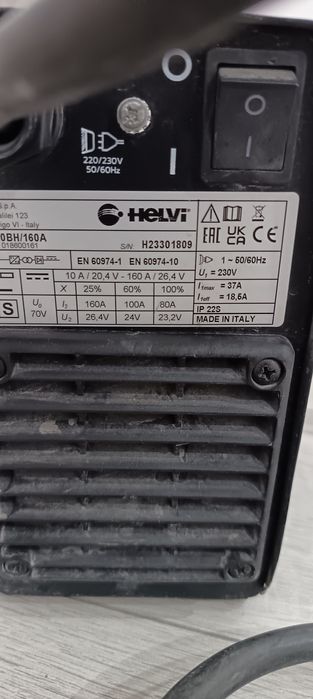 O
I
O
I
220/230V
50/60Hz
S.p.A.
HELVI
alilei 123
igo VI - Italy
0BH/160A
018600161
S/N: H23301809
EHC UK CA CE
EN 60974-1 EN 60974-10
1 ~ 50/60Hz
U₁ = 230V
10 A / 20,4 V - 160 A / 26,4 V
X 25% 60% 100%
I₁max = 37A
I₁eff = 18,5A
S
U₀
70V
I₂ 160A 100A 80A
U₂ 26,4V 24V 23,2V
IP 22S
MADE IN ITALY